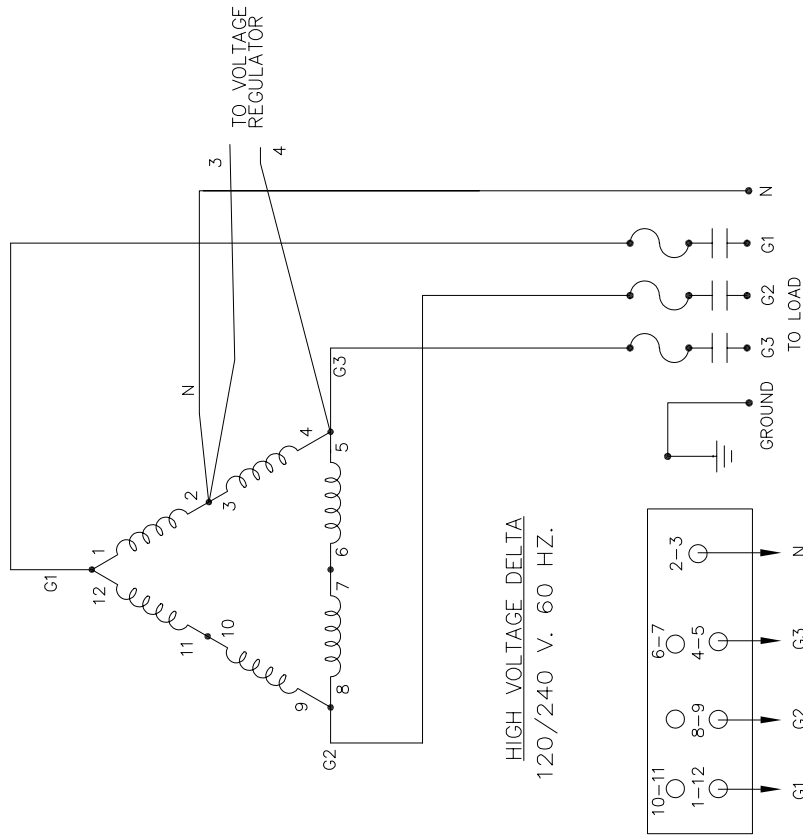 TO VOLTAGE
REGULATOR
3
4
N
G1
1
12
2
3
11
10
4
9
8
7
6
5
G2
G3
N
G1
G2
G3
TO LOAD
GROUND
HIGH VOLTAGE DELTA
120/240 V. 60 HZ.
10-11
6-7
2-3
1-12
8-9
4-5
G1
G2
G3
N